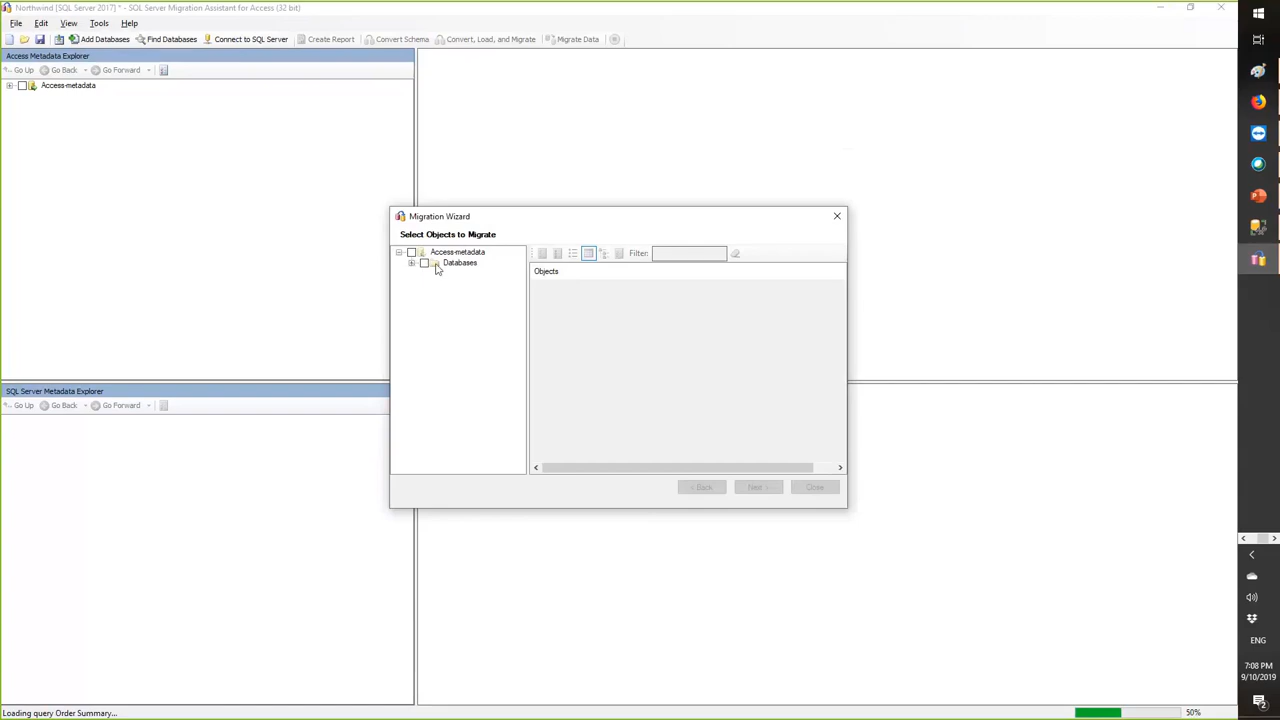 Northwind [SQL Server 2017] * - SQL Server Migration Assistant for Access (32 bit)
File Edit View Tools Help
Add Databases Find Databases Connect to SQL Server Create Report Convert Schema Convert, Load, and Migrate Migrate Data
Access Metadata Explorer
Go Up Go Back Go Forward
Access-metadata
Migration Wizard
Select Objects to Migrate
Access-metadata
Databases
Filter:
Objects
< Back Next > Close
SQL Server Metadata Explorer
Go Up Go Back Go Forward
ENG
7:08 PM
9/10/2019
2
Loading query Order Summary...
50%